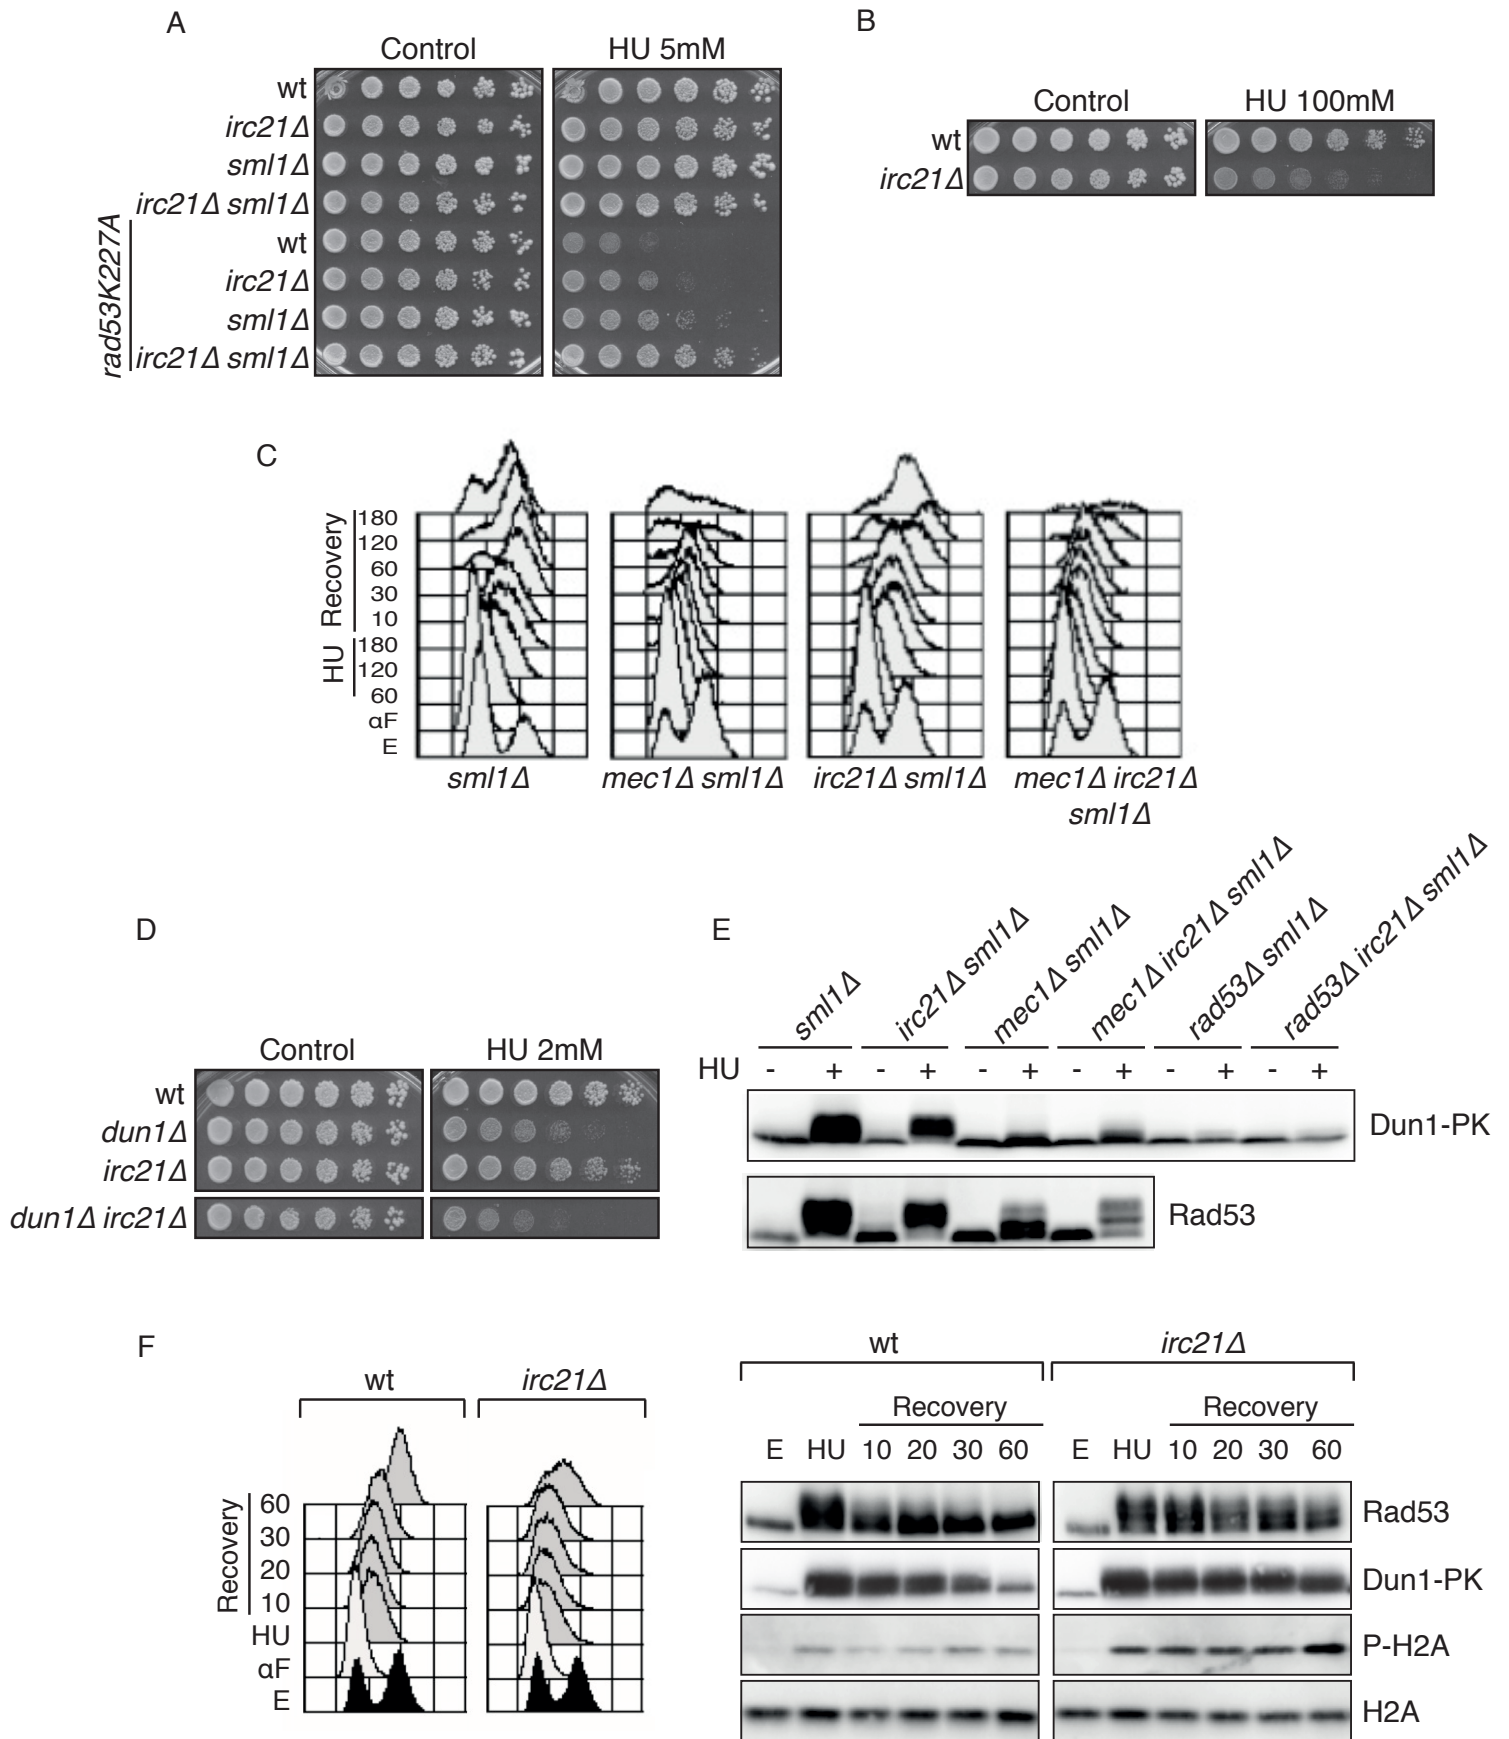 A
Control
HU 5mM
wt
irc21Δ
sml1Δ
irc21Δ sml1Δ
rad53K227A
wt
irc21Δ
sml1Δ
irc21Δ sml1Δ
B
Control
HU 100mM
wt
irc21Δ
C
Recovery
180
120
60
30
10
HU
180
120
60
αF
E
sml1Δ
mec1Δ sml1Δ
irc21Δ sml1Δ
mec1Δ irc21Δ
sml1Δ
D
Control
HU 2mM
wt
dun1Δ
irc21Δ
dun1Δ irc21Δ
E
sml1Δ
irc21Δ sml1Δ
mec1Δ sml1Δ
mec1Δ irc21Δ sml1Δ
rad53Δ sml1Δ
rad53Δ irc21Δ sml1Δ
HU - + - + - + - + - + - +
Dun1-PK
Rad53
F
wt
irc21Δ
Recovery
60
30
20
10
HU
αF
E
wt
irc21Δ
Recovery
Recovery
E HU 10 20 30 60 E HU 10 20 30 60
Rad53
Dun1-PK
P-H2A
H2A